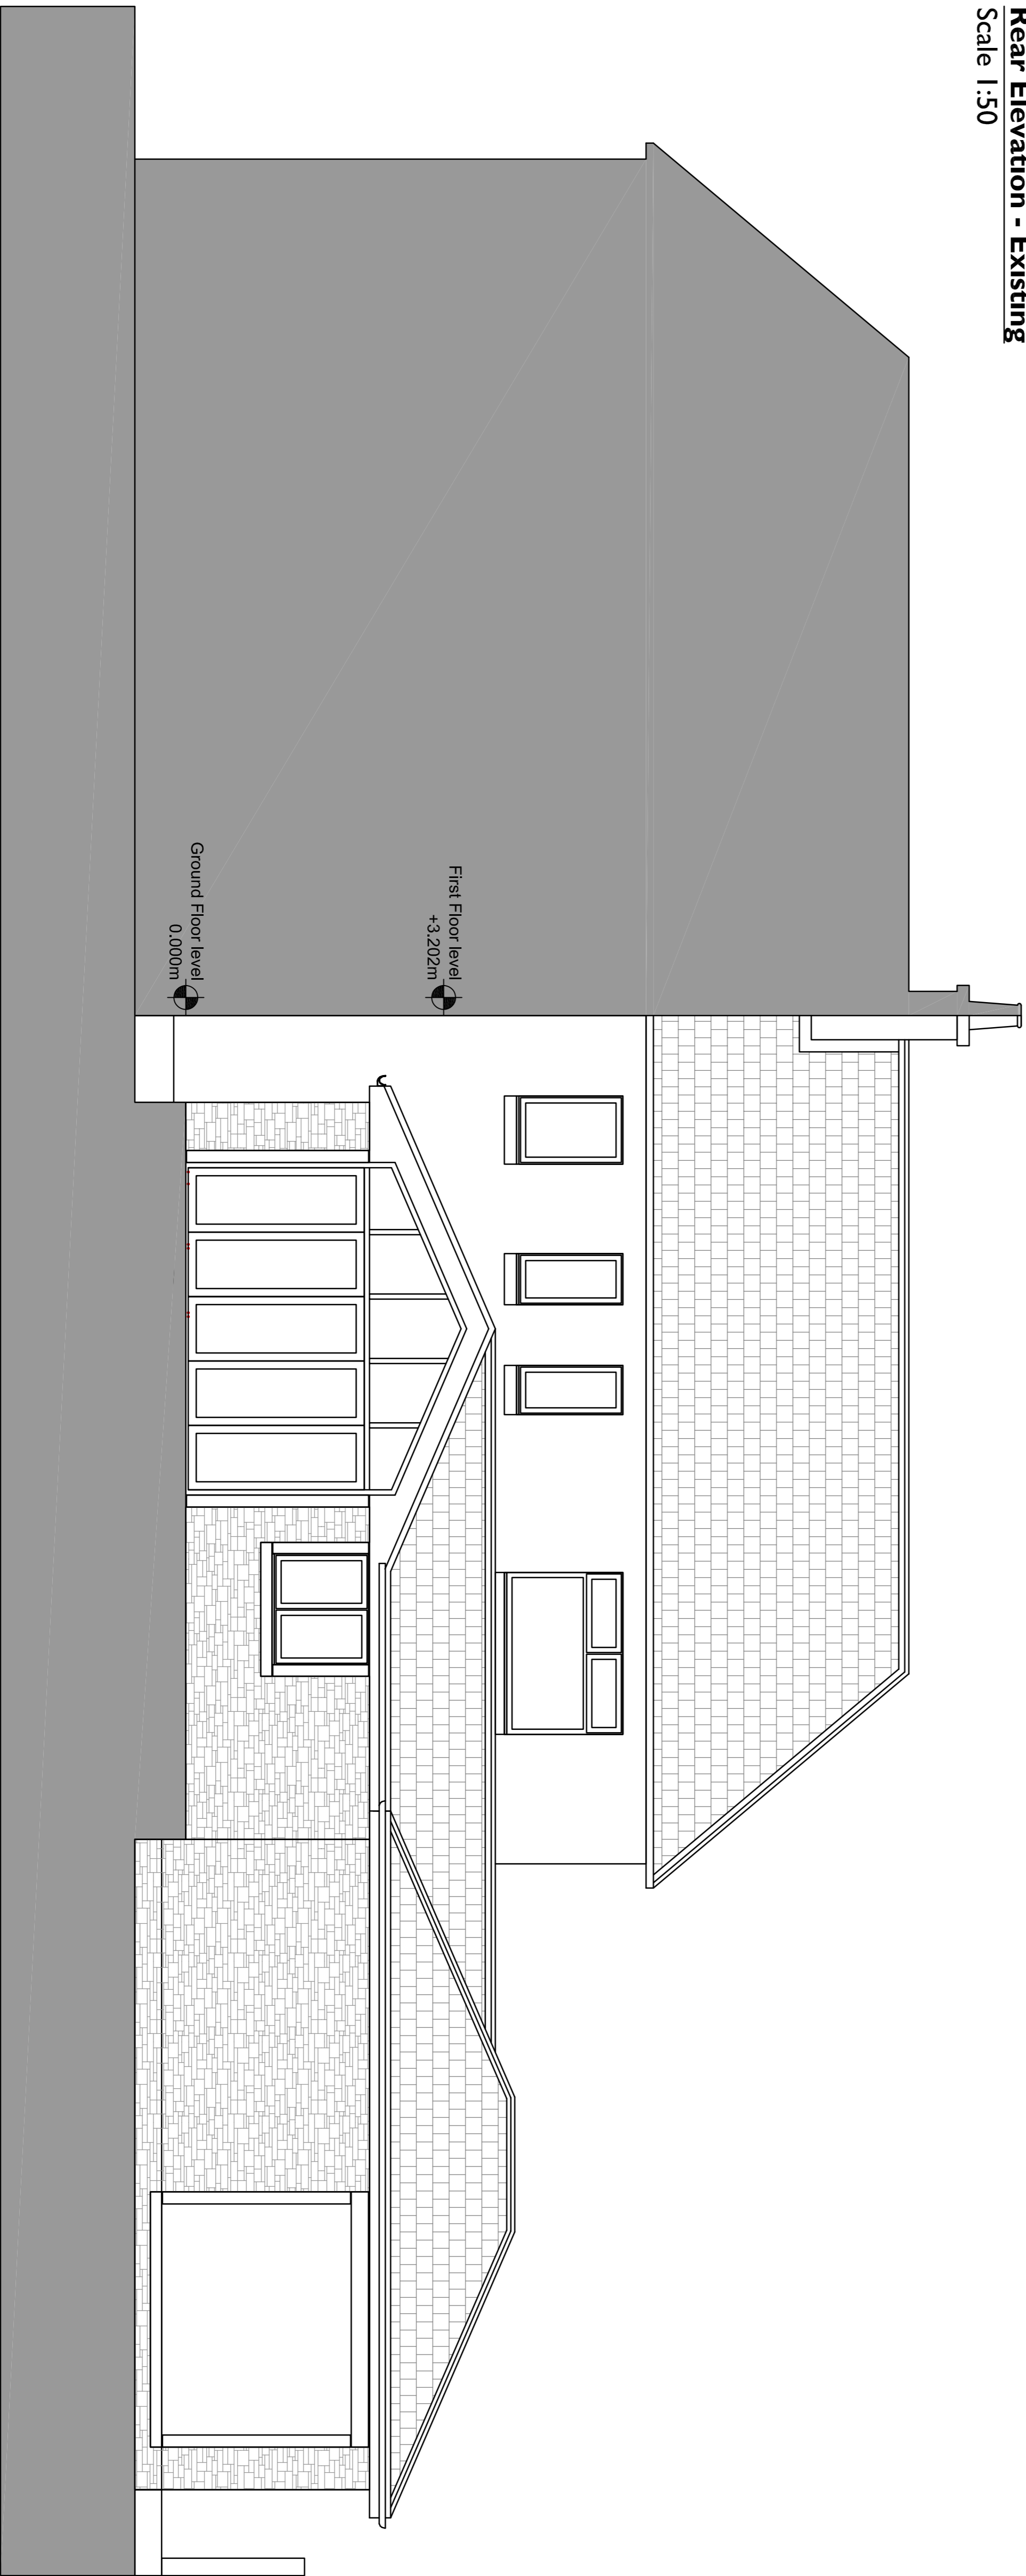 Rear Elevation - Existing
Scale 1:50
First Floor level
+3.202m
Ground Floor level
0.000m